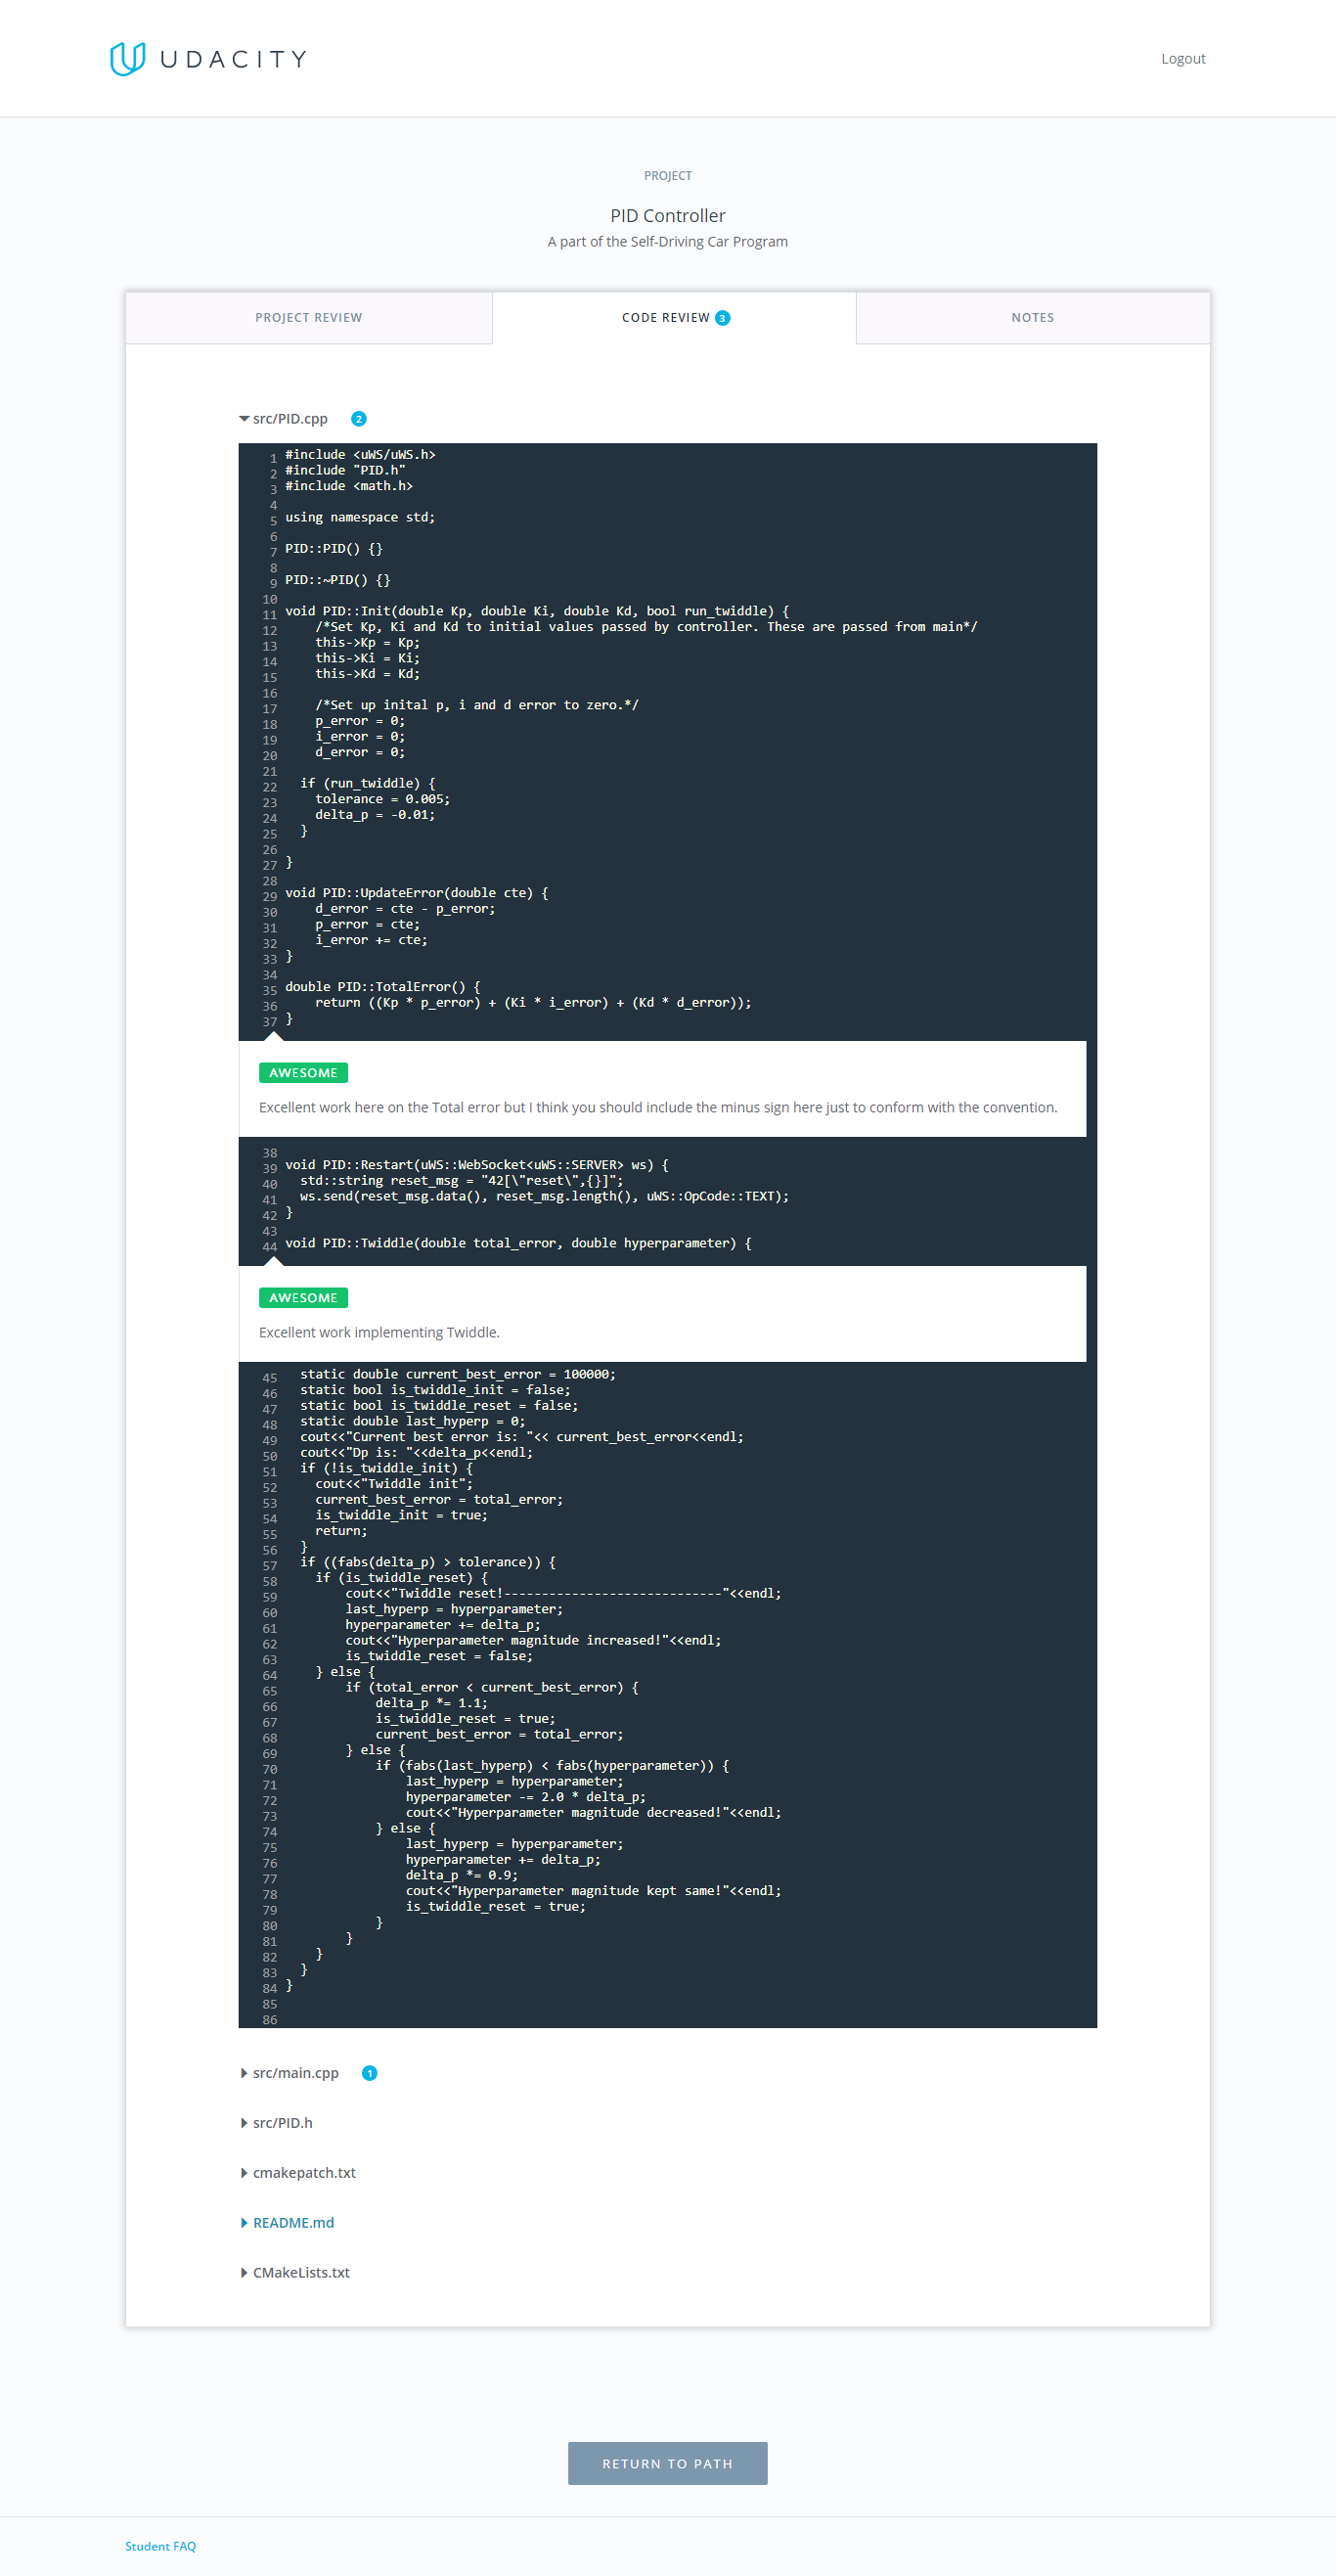 UDACITY
Logout
PROJECT
PID Controller
A part of the Self-Driving Car Program
PROJECT REVIEW
CODE REVIEW 3
NOTES
src/PID.cpp 2
1 #include <uWS/uWS.h>
2 #include "PID.h"
3 #include <math.h>
4
5 using namespace std;
6
7 PID::PID() {}
8
9 PID::~PID() {}
10
11 void PID::Init(double Kp, double Ki, double Kd, bool run_twiddle) {
12     /*Set Kp, Ki and Kd to initial values passed by controller. These are passed from main*/
13     this->Kp = Kp;
14     this->Ki = Ki;
15     this->Kd = Kd;
16
17     /*Set up inital p, i and d error to zero.*/
18     p_error = 0;
19     i_error = 0;
20     d_error = 0;
21
22   if (run_twiddle) {
23     tolerance = 0.005;
24     delta_p = -0.01;
25   }
26
27 }
28
29 void PID::UpdateError(double cte) {
30     d_error = cte - p_error;
31     p_error = cte;
32     i_error += cte;
33 }
34
35 double PID::TotalError() {
36     return ((Kp * p_error) + (Ki * i_error) + (Kd * d_error));
37 }
AWESOME
Excellent work here on the Total error but I think you should include the minus sign here just to conform with the convention.
38
39 void PID::Restart(uWS::WebSocket<uWS::SERVER> ws) {
40   std::string reset_msg = "42[\"reset\",{}]";
41   ws.send(reset_msg.data(), reset_msg.length(), uWS::OpCode::TEXT);
42 }
43
44 void PID::Twiddle(double total_error, double hyperparameter) {
AWESOME
Excellent work implementing Twiddle.
45   static double current_best_error = 100000;
46   static bool is_twiddle_init = false;
47   static bool is_twiddle_reset = false;
48   static double last_hyperp = 0;
49   cout<<"Current best error is: "<< current_best_error<<endl;
50   cout<<"Dp is: "<<delta_p<<endl;
51   if (!is_twiddle_init) {
52     cout<<"Twiddle init";
53     current_best_error = total_error;
54     is_twiddle_init = true;
55     return;
56   }
57   if ((fabs(delta_p) > tolerance)) {
58     if (is_twiddle_reset) {
59         cout<<"Twiddle reset!-----------------------------"<<endl;
60         last_hyperp = hyperparameter;
61         hyperparameter += delta_p;
62         cout<<"Hyperparameter magnitude increased!"<<endl;
63         is_twiddle_reset = false;
64     } else {
65         if (total_error < current_best_error) {
66             delta_p *= 1.1;
67             is_twiddle_reset = true;
68             current_best_error = total_error;
69         } else {
70             if (fabs(last_hyperp) < fabs(hyperparameter)) {
71                 last_hyperp = hyperparameter;
72                 hyperparameter -= 2.0 * delta_p;
73                 cout<<"Hyperparameter magnitude decreased!"<<endl;
74             } else {
75                 last_hyperp = hyperparameter;
76                 hyperparameter += delta_p;
77                 delta_p *= 0.9;
78                 cout<<"Hyperparameter magnitude kept same!"<<endl;
79                 is_twiddle_reset = true;
80             }
81         }
82     }
83   }
84 }
85
86
src/main.cpp 1
src/PID.h
cmakepatch.txt
README.md
CMakeLists.txt
RETURN TO PATH
Student FAQ